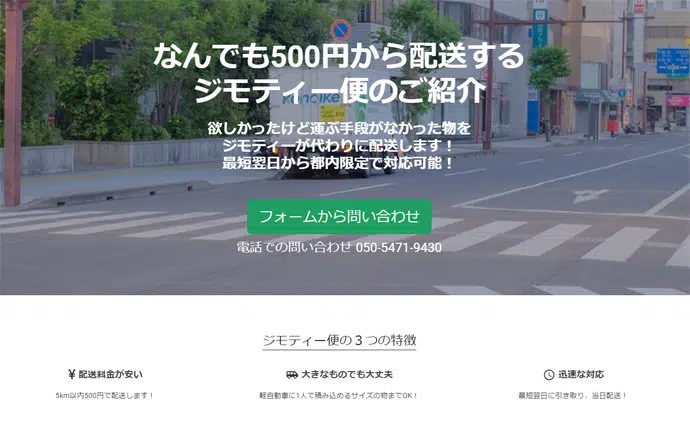 なんでも500円から配送する
ジモティー便のご紹介
欲しかったけど運ぶ手段がなかった物を
ジモティーが代わりに配送します！
最短翌日から都内限定で対応可能！
フォームから問い合わせ
電話での問い合わせ 050-5471-9430
ジモティー便の３つの特徴
¥ 配送料金が安い
5km以内500円で配送します！
大きなものでも大丈夫
軽自動車に1人で積み込めるサイズの物までOK！
迅速な対応
最短翌日に引き取り、当日配送！